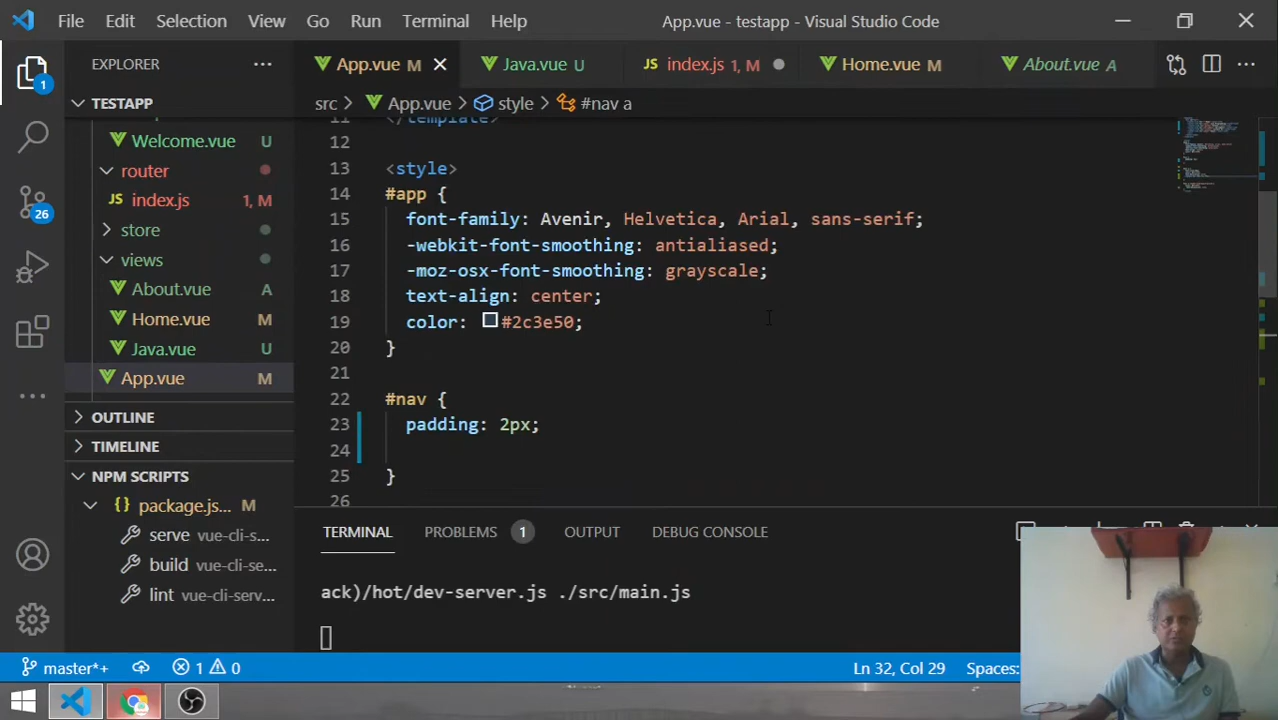 File Edit Selection View Go Run Terminal Help App.vue - testapp - Visual Studio Code
EXPLORER
App.vue M
Java.vue U
index.js 1, M
Home.vue M
About.vue A
TESTAPP
src > App.vue > style > #nav a
Welcome.vue U
router
index.js 1, M
store
views
About.vue A
Home.vue M
Java.vue U
App.vue M
OUTLINE
TIMELINE
NPM SCRIPTS
package.js... M
serve vue-cli-s...
build vue-cli-se...
lint vue-cli-serv...
1
26
11 </template>
12
13 <style>
14 #app {
15 font-family: Avenir, Helvetica, Arial, sans-serif;
16 -webkit-font-smoothing: antialiased;
17 -moz-osx-font-smoothing: grayscale;
18 text-align: center;
19 color: #2c3e50;
20 }
21
22 #nav {
23 padding: 2px;
24
25 }
26
TERMINAL PROBLEMS 1 OUTPUT DEBUG CONSOLE
ack)/hot/dev-server.js ./src/main.js
master*+ 1 0 Ln 32, Col 29 Spaces: